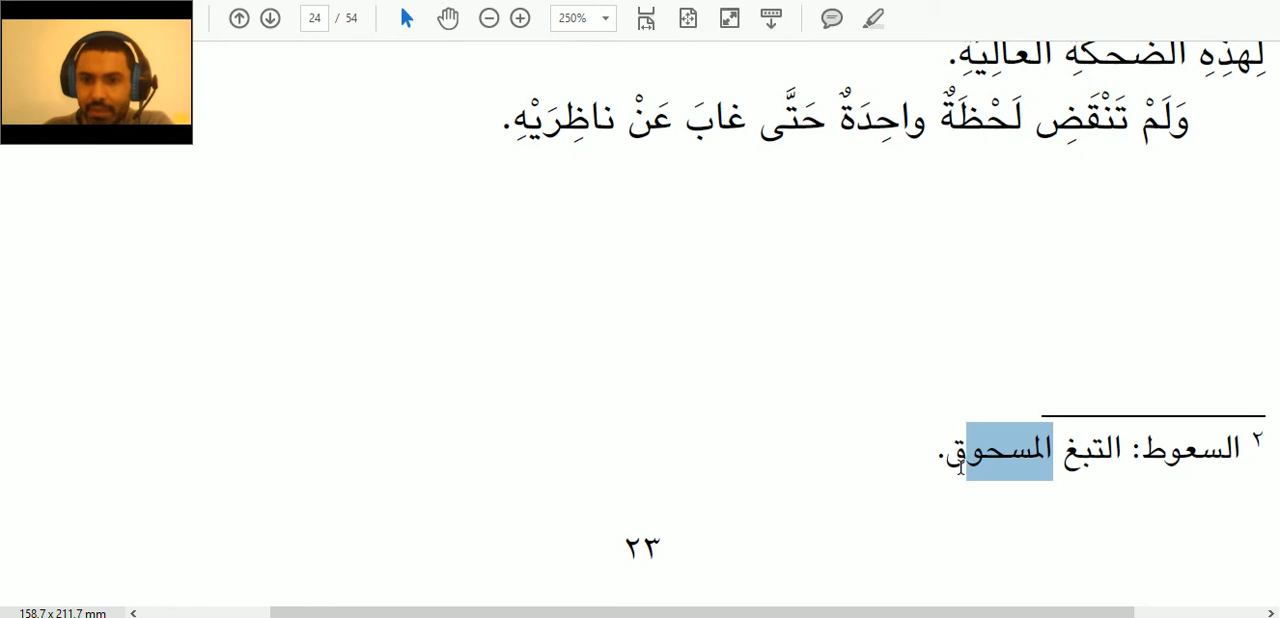 24 / 54 250%
لِهذِهِ الضَّحْكَةِ العالِيَةِ.
وَلَمْ تَنْقَضِ لَحْظَةٌ واحِدَةٌ حَتَّى غابَ عَنْ ناظِرَيْهِ.
٢ السعوط: التبغ المسحوق.
٢٣
158.7 x 211.7 mm